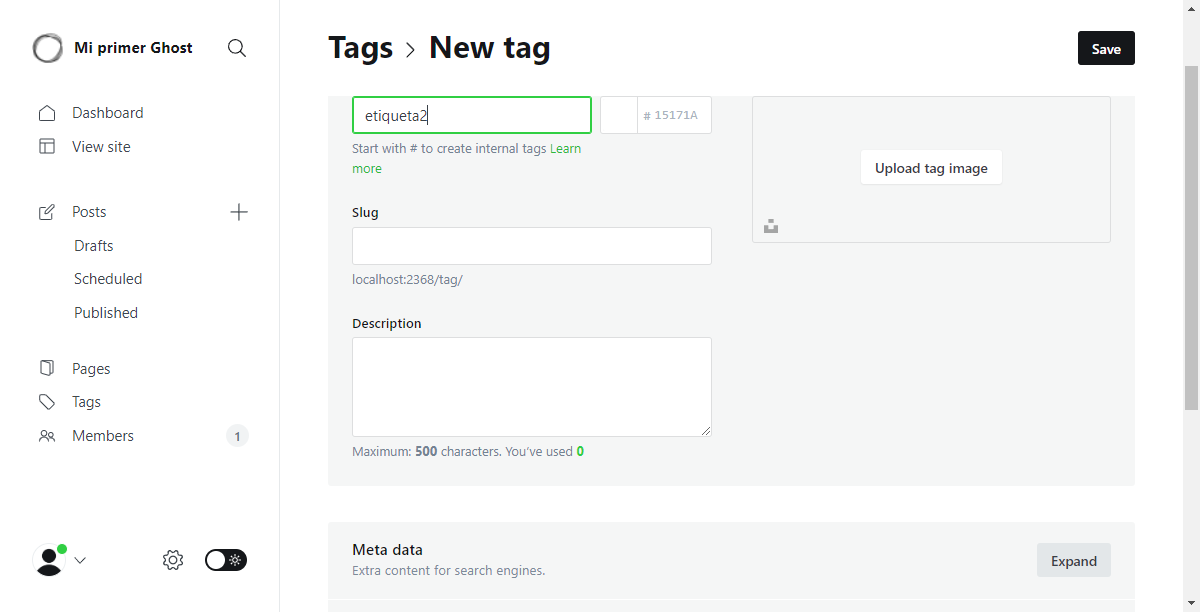 Mi primer Ghost
Dashboard
View site
Posts
Drafts
Scheduled
Published
Pages
Tags
Members
1
Tags > New tag
Save
etiqueta2
# 15171A
Start with # to create internal tags Learn
more
Slug
localhost:2368/tag/
Description
Maximum: 500 characters. You've used 0
Upload tag image
Meta data
Extra content for search engines.
Expand